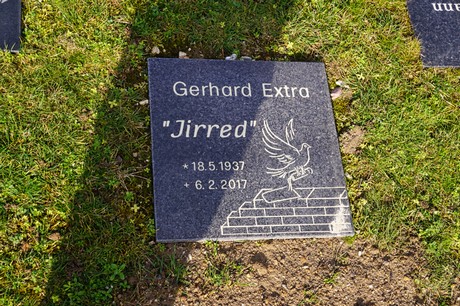 Gerhard Extra
"Jirred"
* 18.5.1937
+ 6.2.2017